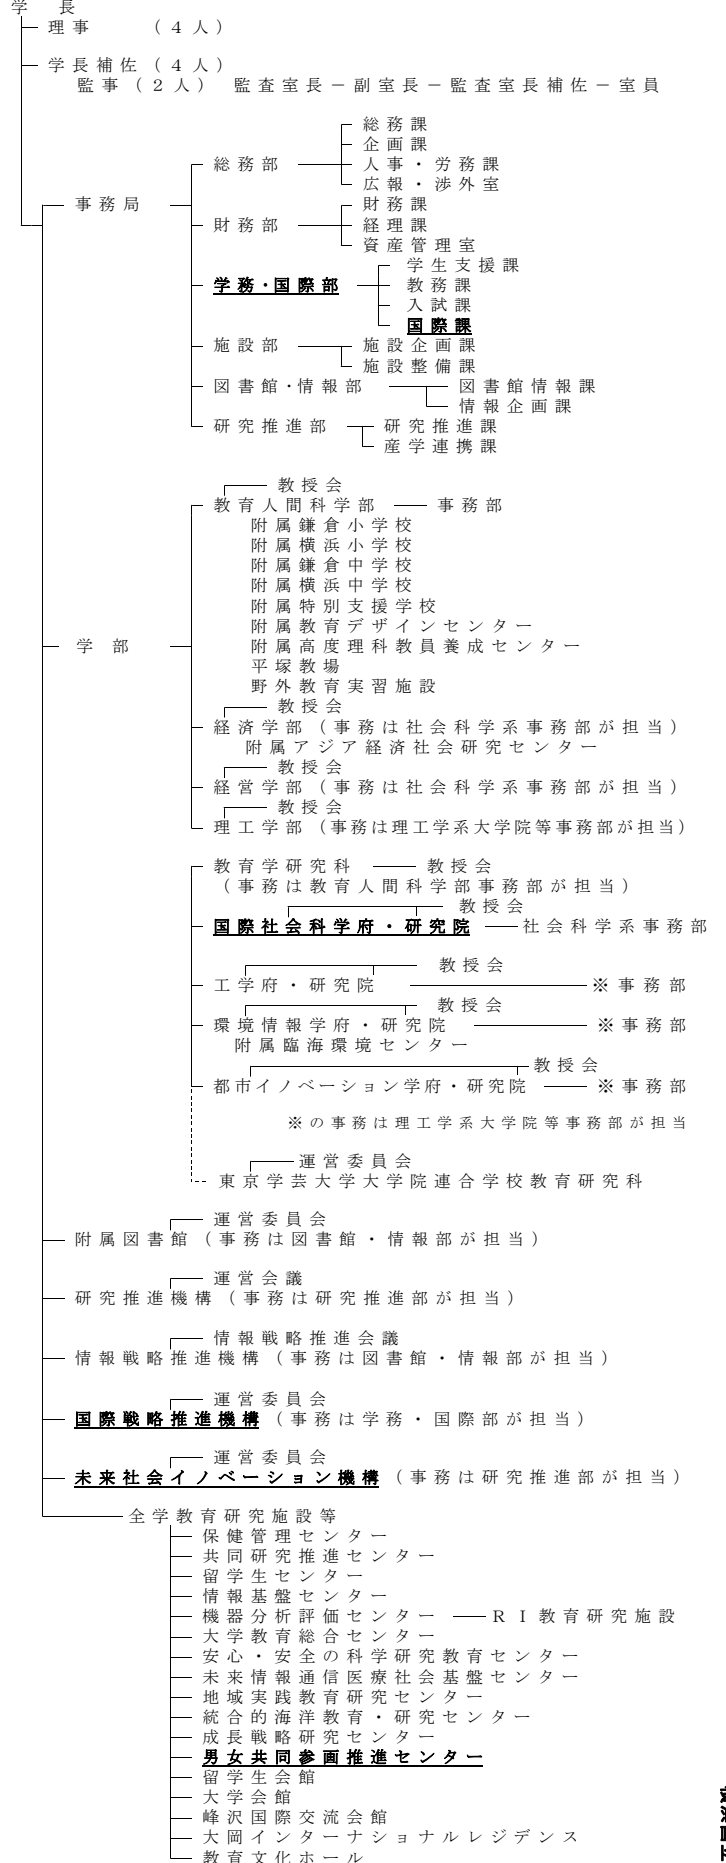 学長
理事 （４人）
学長補佐（４人）
監事（２人） 監査室長－副室長－監査室長補佐－室員
総務課
企画課
総務部 人事・労務課
広報・渉外室
事務局 財務課
財務部 経理課
資産管理室
学生支援課
学務・国際部 教務課
入試課
国際課
施設部 施設企画課
施設整備課
図書館・情報部 図書館情報課
情報企画課
研究推進部 研究推進課
産学連携課
教授会
教育人間科学部 事務部
附属鎌倉小学校
附属横浜小学校
附属鎌倉中学校
附属横浜中学校
附属特別支援学校
附属教育デザインセンター
学部 附属高度理科教員養成センター
平塚教場
野外教育実習施設
教授会
経済学部（事務は社会科学系事務部が担当）
附属アジア経済社会研究センター
教授会
経営学部（事務は社会科学系事務部が担当）
教授会
理工学部（事務は理工学系大学院等事務部が担当）
教育学研究科 教授会
（事務は教育人間科学部事務部が担当）
教授会
国際社会科学府・研究院 社会科学系事務部
教授会
工学府・研究院 ※事務部
教授会
環境情報学府・研究院 ※事務部
附属臨海環境センター
教授会
都市イノベーション学府・研究院 ※事務部
※の事務は理工学系大学院等事務部が担当
運営委員会
東京学芸大学大学院連合学校教育研究科
運営委員会
附属図書館（事務は図書館・情報部が担当）
運営会議
研究推進機構（事務は研究推進部が担当）
情報戦略推進会議
情報戦略推進機構（事務は図書館・情報部が担当）
運営委員会
国際戦略推進機構（事務は学務・国際部が担当）
運営委員会
未来社会イノベーション機構（事務は研究推進部が担当）
全学教育研究施設等
保健管理センター
共同研究推進センター
留学生センター
情報基盤センター
機器分析評価センター ＲＩ教育研究施設
大学教育総合センター
安心・安全の科学研究教育センター
未来情報通信医療社会基盤センター
地域実践教育研究センター
統合的海洋教育・研究センター
成長戦略研究センター
男女共同参画推進センター
留学生会館
大学会館
峰沢国際交流会館
大岡インターナショナルレジデンス
教育文化ホール